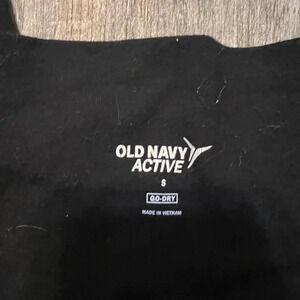 OLD NAVY
ACTIVE
S
GO-DRY
MADE IN VIETNAM